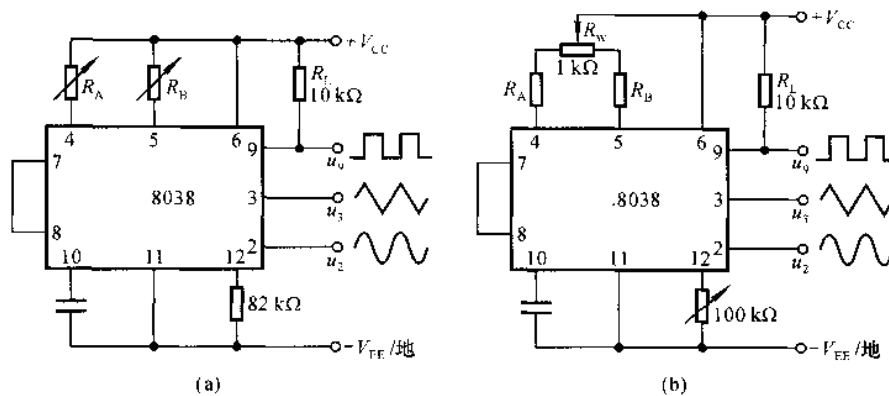 +V_CC
R_A
R_B
R_L
10 kΩ
4
5
6
7
8
9
3
2
8038
u_9
u_3
u_2
10
11
12
82 kΩ
-V_EE/地
(a)
+V_CC
R_W
1 kΩ
R_A
R_B
R_L
10 kΩ
4
5
6
7
8
9
3
2
.8038
u_9
u_3
u_2
10
11
12
100 kΩ
-V_EE/地
(b)